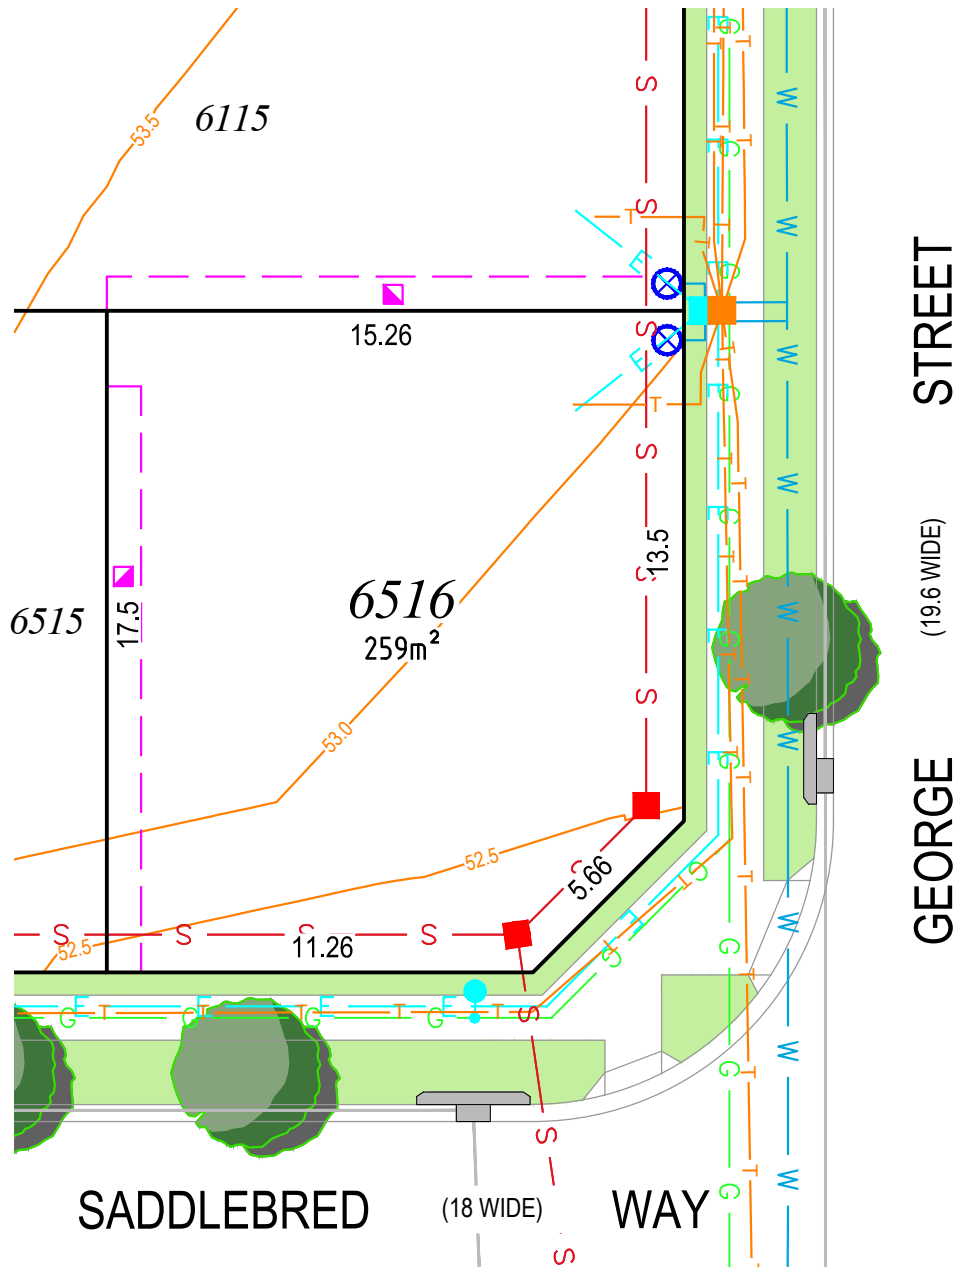 6115
53.5
15.26
STREET
13.5
(19.6 WIDE)
6516
259m²
6515
17.5
53.0
GEORGE
52.5
5.66
11.26
52.5
SADDLEBRED
(18 WIDE)
WAY
S
S
S
S
S
S
S
S
S
S
S
S
S
E
E
E
E
E
E
E
E
E
T
T
T
T
T
T
T
T
T
G
G
G
G
G
G
G
G
G
W
W
W
W
W
W
W
W